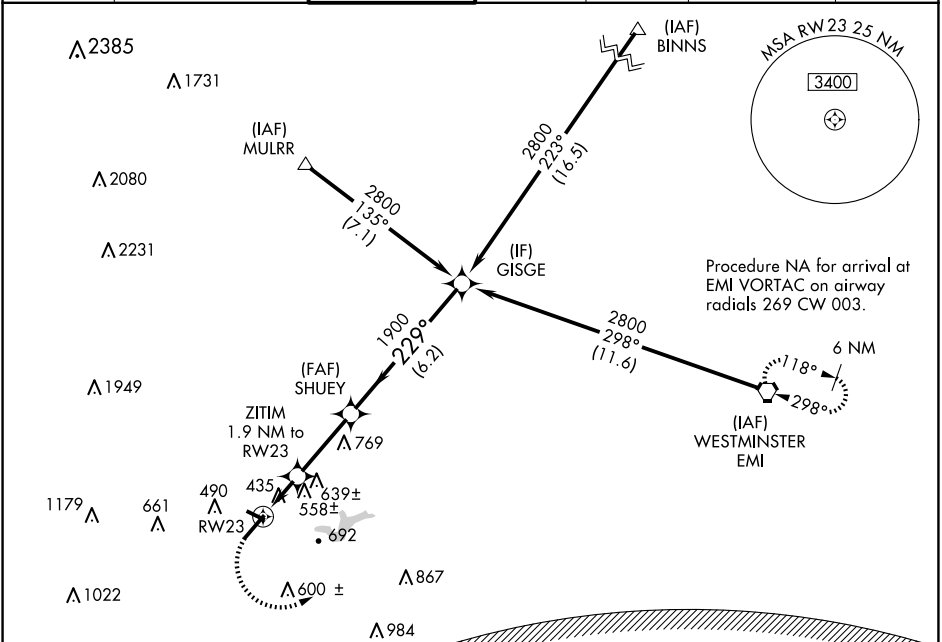 2385
1731
(IAF)
BINNS
MSA RW23 25 NM
3400
(IAF)
MULRR
2800
223°
(16.5)
2080
2800
135°
(7.1)
2231
(IF)
GISGE
Procedure NA for arrival at
EMI VORTAC on airway
radials 269 CW 003.
2800
298°
(11.6)
1900
229°
(6.2)
6 NM
118°
298°
(FAF)
SHUEY
1949
(IAF)
WESTMINSTER
EMI
ZITIM
1.9 NM to
RW23
769
435
639±
558±
490
1179
661
RW23
692
867
600 ±
1022
984